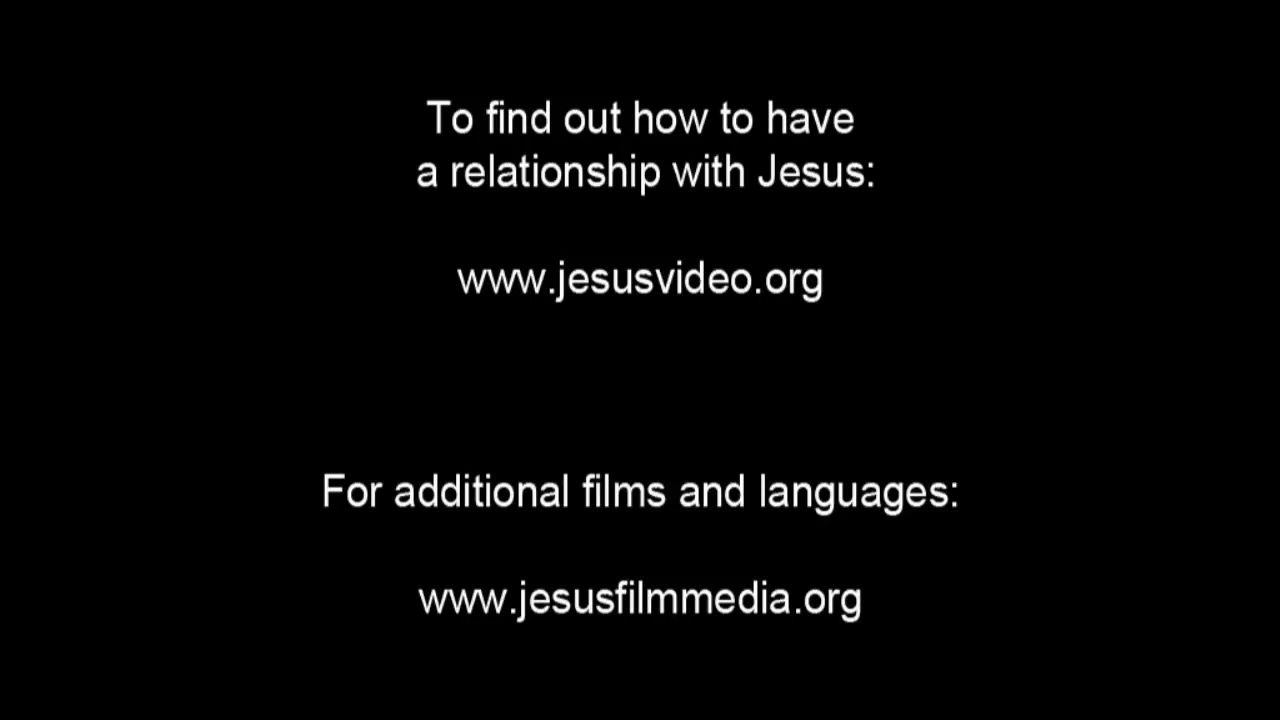 To find out how to have
a relationship with Jesus:
www.jesusvideo.org
For additional films and languages:
www.jesusfilmmedia.org